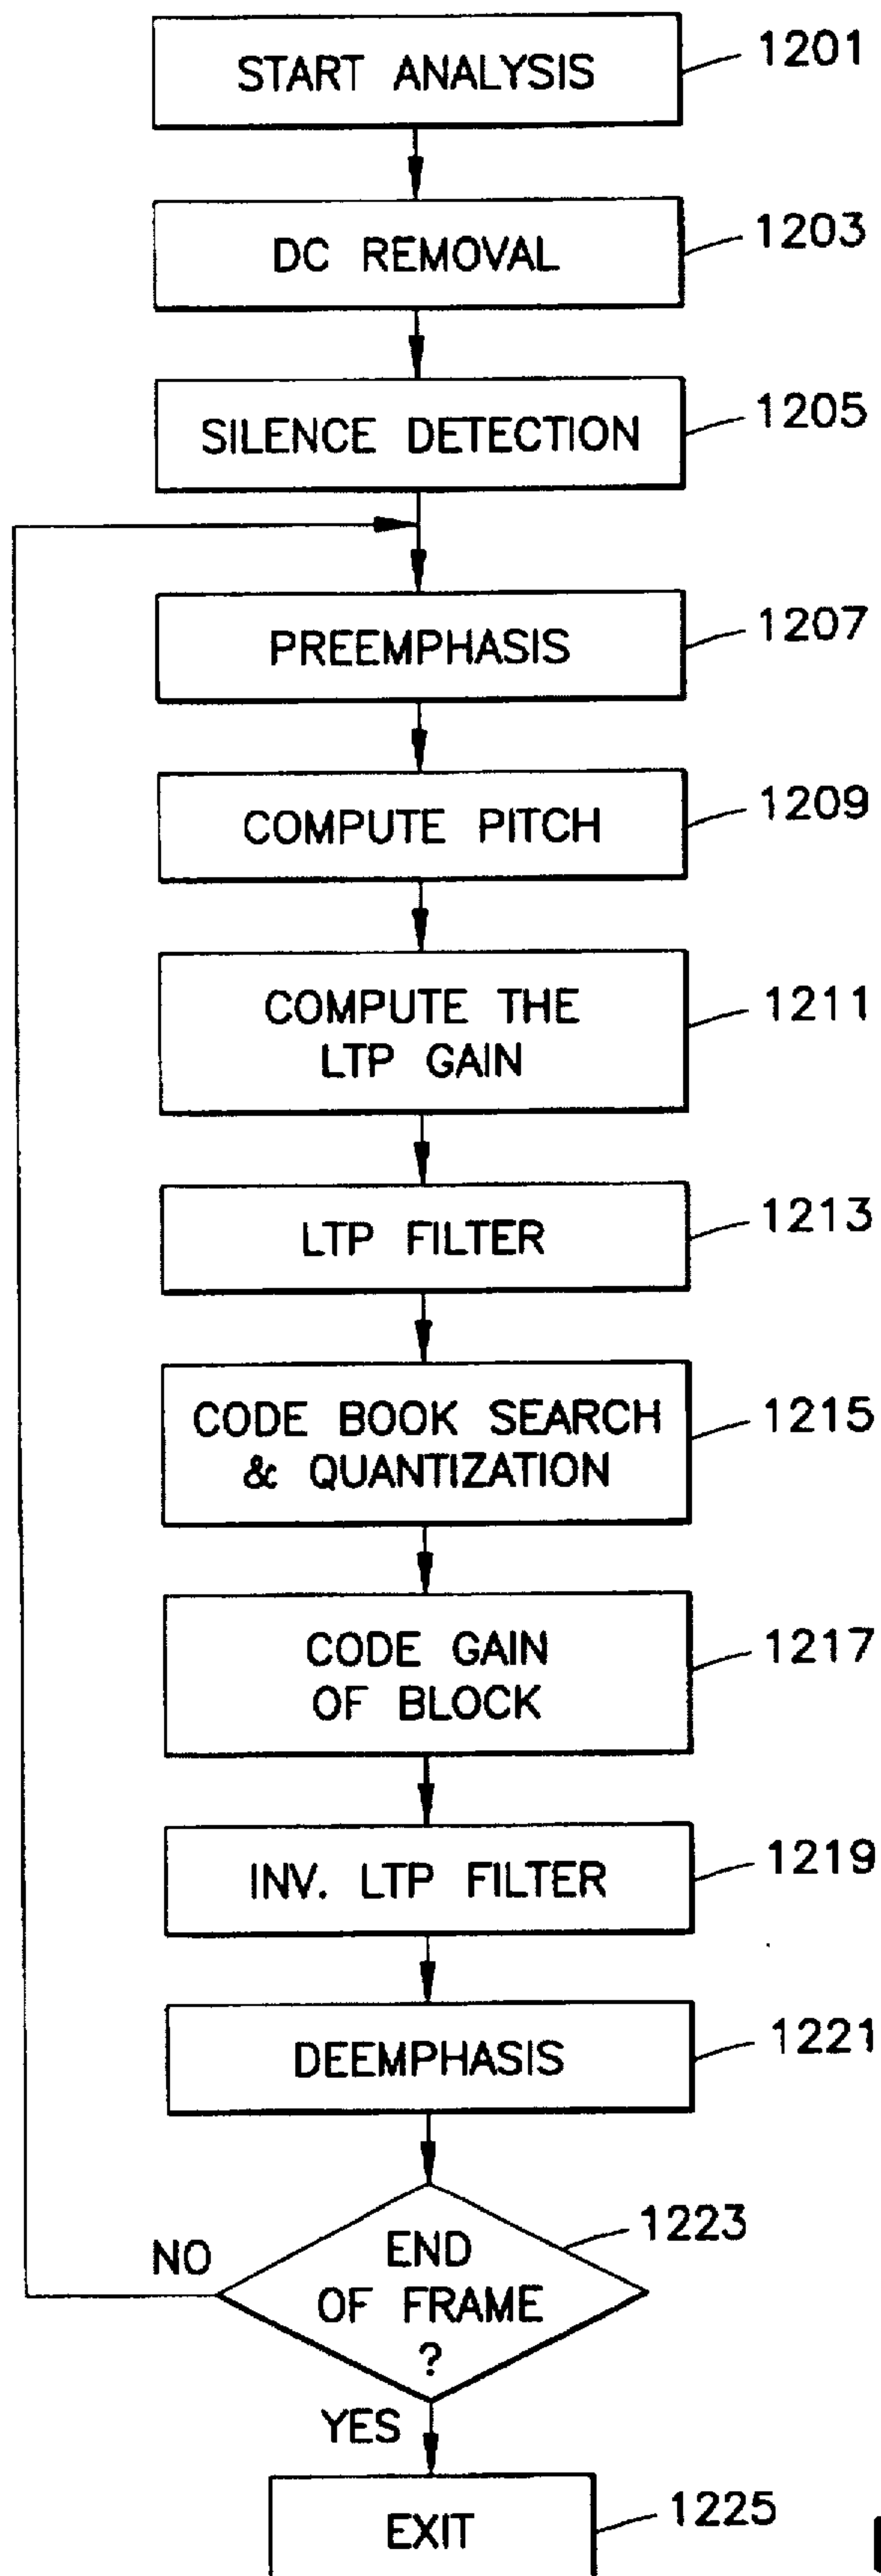 START ANALYSIS
1201
DC REMOVAL
1203
SILENCE DETECTION
1205
PREEMPHASIS
1207
COMPUTE PITCH
1209
COMPUTE THE
LTP GAIN
1211
LTP FILTER
1213
CODE BOOK SEARCH
& QUANTIZATION
1215
CODE GAIN
OF BLOCK
1217
INV. LTP FILTER
1219
DEEMPHASIS
1221
END
OF FRAME
?
1223
NO
YES
EXIT
1225